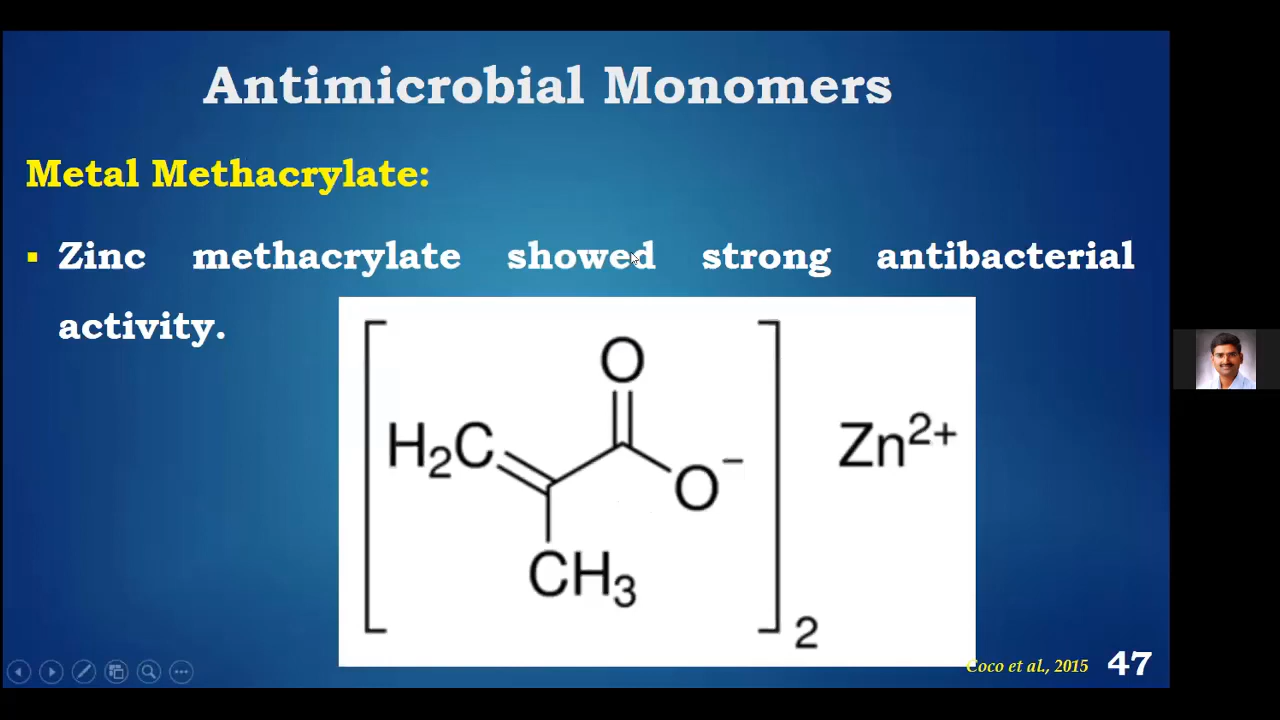 Antimicrobial Monomers
Metal Methacrylate:
▪ Zinc methacrylate showed strong antibacterial
activity.
O
H₂C
O⁻
Zn²⁺
CH₃
2
Coco et al., 2015
47